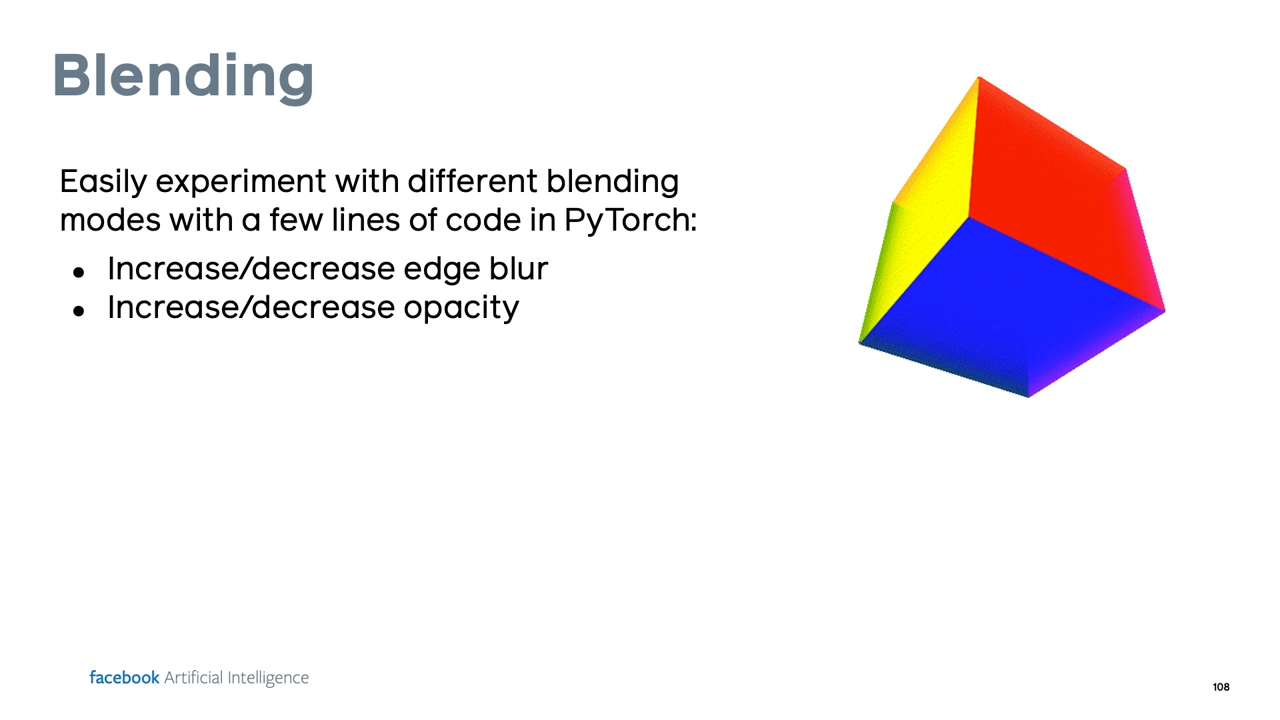 Blending
Easily experiment with different blending
modes with a few lines of code in PyTorch:
● Increase/decrease edge blur
● Increase/decrease opacity
facebook Artificial Intelligence
108